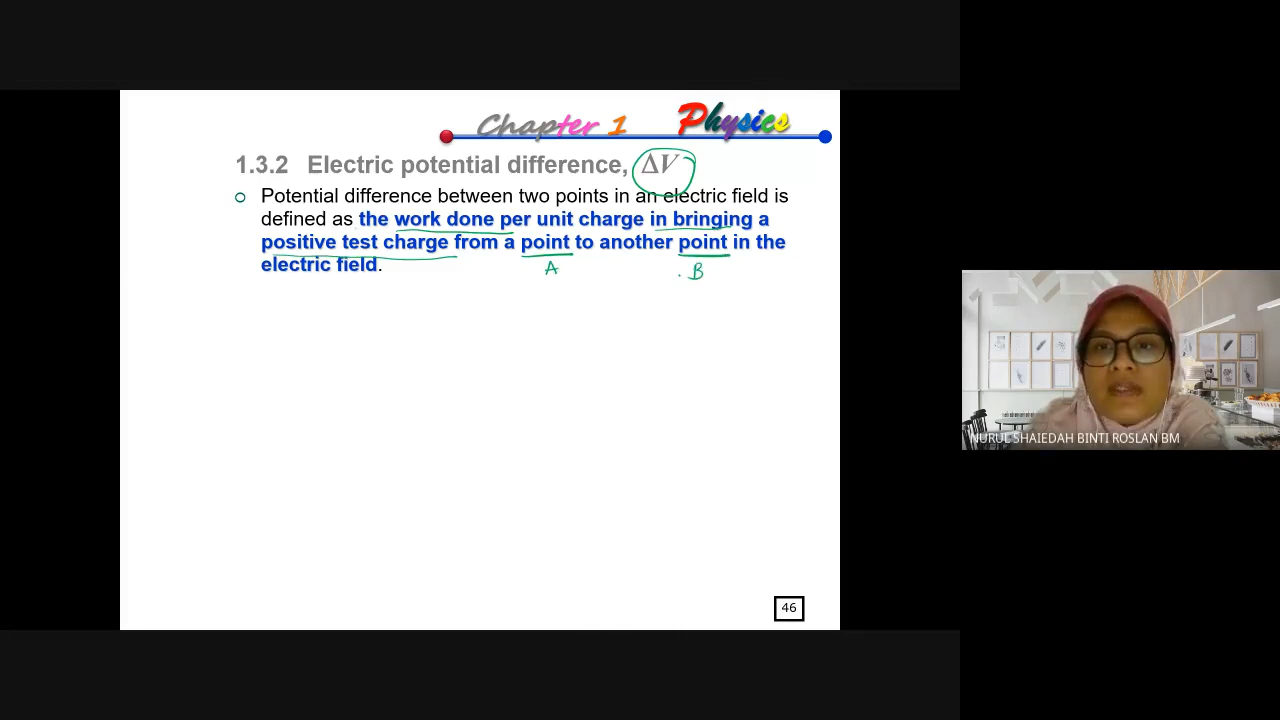 Chapter 1 Physics
1.3.2 Electric potential difference, ΔV
Potential difference between two points in an electric field is
defined as the work done per unit charge in bringing a
positive test charge from a point to another point in the
electric field.
A B
NURUL SHAIEDAH BINTI ROSLAN BM
46